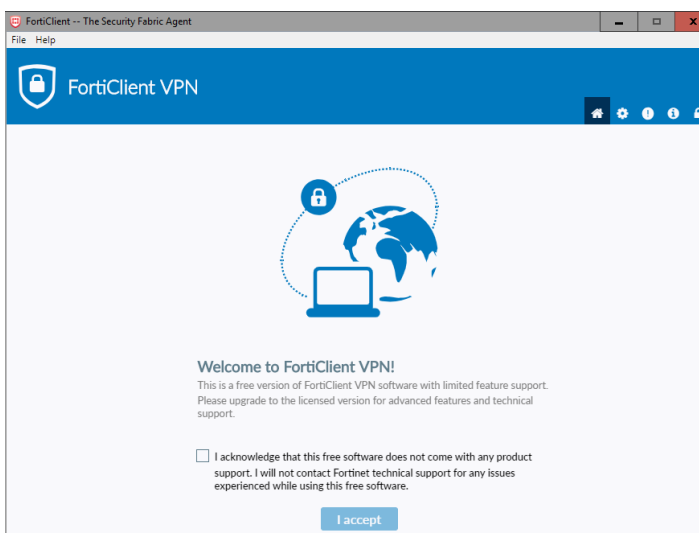 FortiClient -- The Security Fabric Agent
File Help
FortiClient VPN
Welcome to FortiClient VPN!
This is a free version of FortiClient VPN software with limited feature support.
Please upgrade to the licensed version for advanced features and technical
support.
I acknowledge that this free software does not come with any product
support. I will not contact Fortinet technical support for any issues
experienced while using this free software.
I accept